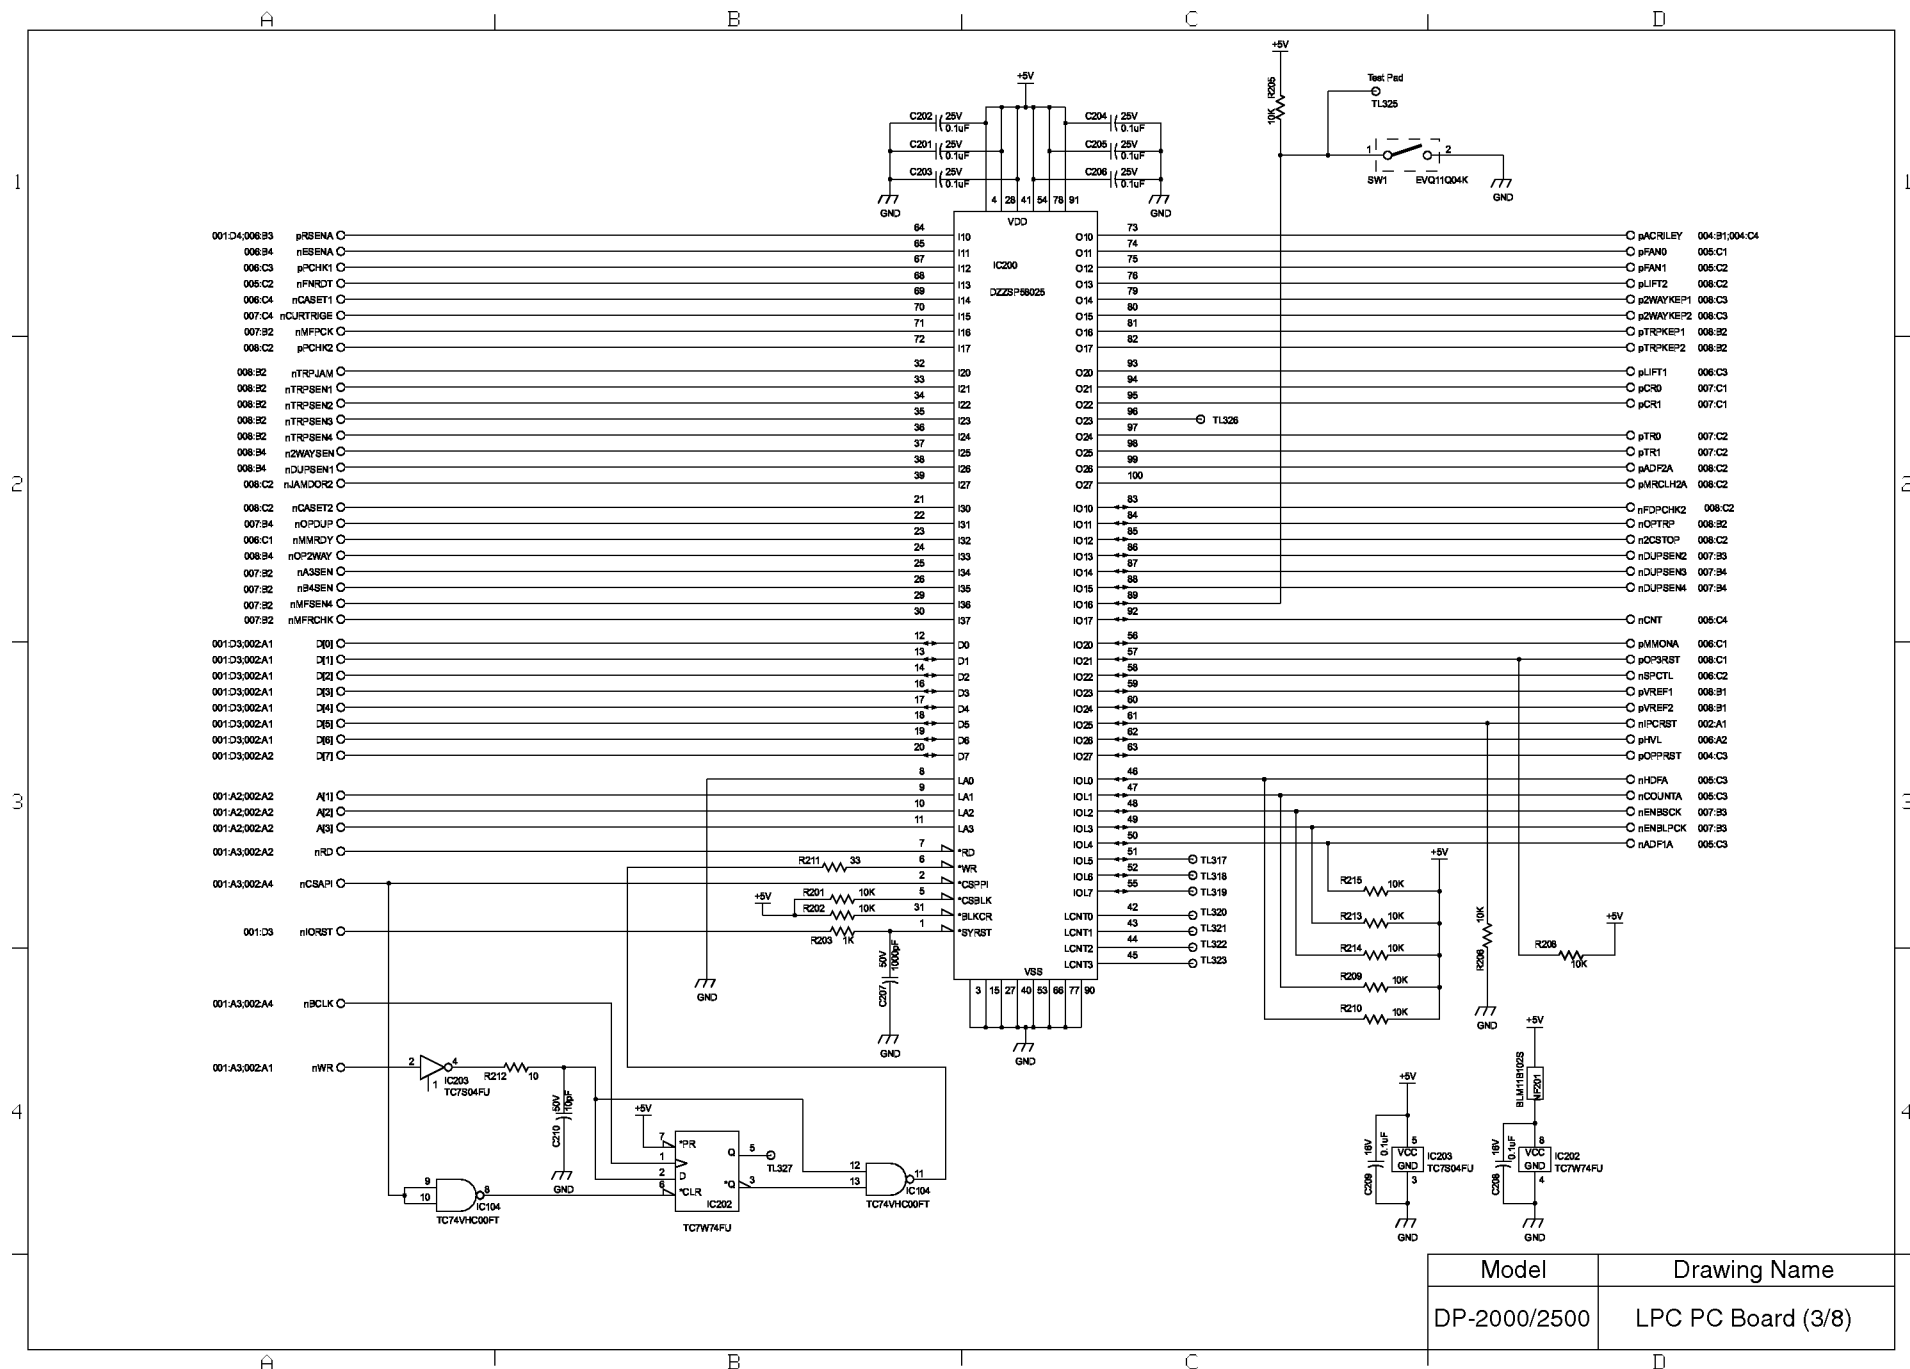 A B C D
+5V
Test Pad
TL325
R205
10K
+5V
C202 25V 0.1uF
C201 25V 0.1uF
C203 25V 0.1uF
C204 25V 0.1uF
C205 25V 0.1uF
C206 25V 0.1uF
1 2
SW1 EVQ11Q04K
GND
GND
GND
1 1
4 28 41 54 78 91
VDD
IC200
DZZSP56025
001:D4;006:B3 pRSENA 64 I10 O10 73 pACRILEY 004:B1;004:C4
006:B4 nESENA 65 I11 O11 74 pFAN0 005:C1
006:C3 pPCHK1 67 I12 O12 75 pFAN1 005:C2
005:C2 nFNRDT 68 I13 O13 76 pLIFT2 008:C2
006:C4 nCASET1 69 I14 O14 79 p2WAYKEP1 008:C3
007:C4 nCURTRIGE 70 I15 O15 80 p2WAYKEP2 008:C3
007:B2 nMFPCK 71 I16 O16 81 pTRPKEP1 008:B2
008:C2 pPCHK2 72 I17 O17 82 pTRPKEP2 008:B2
008:B2 nTRPJAM 32 I20 O20 93 pLIFT1 006:C3
008:B2 nTRPSEN1 33 I21 O21 94 pCR0 007:C1
008:B2 nTRPSEN2 34 I22 O22 95 pCR1 007:C1
008:B2 nTRPSEN3 35 I23 O23 96 TL326
008:B2 nTRPSEN4 36 I24 O24 97 pTR0 007:C2
008:B4 n2WAYSEN 37 I25 O25 98 pTR1 007:C2
008:B4 nDUPSEN1 38 I26 O26 99 pADF2A 008:C2
008:C2 nJAMDOR2 39 I27 O27 100 pMRCLH2A 008:C2
2 2
008:C2 nCASET2 21 I30 IO10 83 nFDPCHK2 008:C2
007:B4 nOPDUP 22 I31 IO11 84 nOPTRP 008:B2
006:C1 nMMRDY 23 I32 IO12 85 n2CSTOP 008:C2
008:B4 nOP2WAY 24 I33 IO13 86 nDUPSEN2 007:B3
007:B2 nA3SEN 25 I34 IO14 87 nDUPSEN3 007:B4
007:B2 nB4SEN 26 I35 IO15 88 nDUPSEN4 007:B4
007:B2 nMFSEN4 29 I36 IO16 89
007:B2 nMFRCHK 30 I37 IO17 92 nCNT 005:C4
001:D3;002:A1 D[0] 12 D0 IO20 56 pMMONA 006:C1
001:D3;002:A1 D[1] 13 D1 IO21 57 pOP3RST 008:C1
001:D3;002:A1 D[2] 14 D2 IO22 58 nSPCTL 006:C2
001:D3;002:A1 D[3] 16 D3 IO23 59 pVREF1 008:B1
001:D3;002:A1 D[4] 17 D4 IO24 60 pVREF2 008:B1
001:D3;002:A1 D[5] 18 D5 IO25 61 nIPCRST 002:A1
001:D3;002:A1 D[6] 19 D6 IO26 62 pHVL 006:A2
001:D3;002:A2 D[7] 20 D7 IO27 63 pOPPRST 004:C3
8 LA0 IOL0 46 nHDFA 005:C3
001:A2;002:A2 A[1] 9 LA1 IOL1 47 nCOUNTA 005:C3
001:A2;002:A2 A[2] 10 LA2 IOL2 48 nENBSCK 007:B3
001:A2;002:A2 A[3] 11 LA3 IOL3 49 nENBLPCK 007:B3
3 3
001:A3;002:A2 nRD 7 *RD IOL4 50 nADF1A 005:C3
R211 33 6 *WR IOL5 51 TL317
001:A3;002:A4 nCSAPI 2 *CSPPI IOL6 52 TL318
+5V R201 10K 5 *CSBLK IOL7 55 TL319
R202 10K 31 *BLKCR LCNT0 42 TL320
001:D3 nIORST R203 1K 1 *SYRST LCNT1 43 TL321
LCNT2 44 TL322
LCNT3 45 TL323
VSS
3 15 27 40 53 66 77 90
GND
GND
50V 1000pF C207
GND
+5V
R215 10K
R213 10K
R214 10K
R209 10K
R210 10K
10K R206
GND
+5V
R208 10K
001:A3;002:A4 nBCLK
001:A3;002:A1 nWR 2 4 1
IC203
TC7S04FU
R212 10
50V 10pF C210
GND
+5V
7 *PR
1
2 D
6 *CLR
Q 5 TL327
*Q 3
IC202
TC7W74FU
9 10 8
IC104
TC74VHC00FT
12 13 11
IC104
TC74VHC00FT
+5V
16V 0.1uF C209
5 VCC GND 3
IC203
TC7S04FU
GND
+5V
BLM11B102S
NF201
16V 0.1uF C208
8 VCC GND 4
IC202
TC7W74FU
GND
4 4
Model Drawing Name
DP-2000/2500 LPC PC Board (3/8)
A B C D